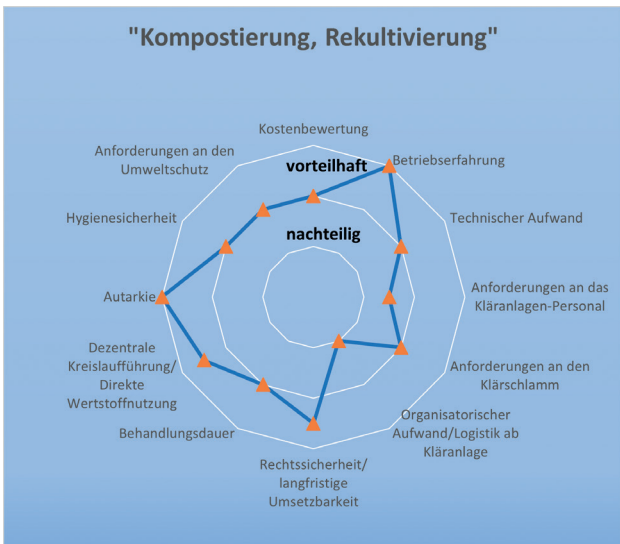 "Kompostierung, Rekultivierung"
Kostenbewertung
Anforderungen an den
Umweltschutz
vorteilhaft
Betriebserfahrung
Hygienesicherheit
nachteilig
Technischer Aufwand
Autarkie
Anforderungen an das
Kläranlagen-Personal
Dezentrale
Kreislaufführung/
Direkte
Wertstoffnutzung
Anforderungen an den
Klärschlamm
Behandlungsdauer
Organisatorischer
Aufwand/Logistik ab
Kläranlage
Rechtssicherheit/
langfristige
Umsetzbarkeit